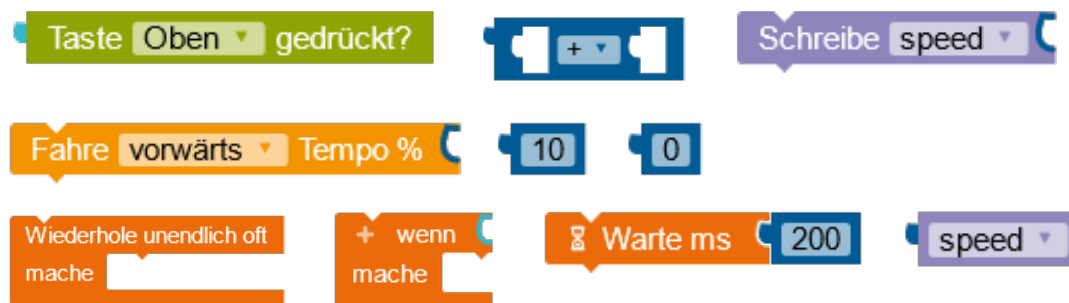 Taste Oben gedrückt?
+
Schreibe speed
Fahre vorwärts Tempo %
10
0
Wiederhole unendlich oft
mache
+ wenn
mache
Warte ms 200
speed